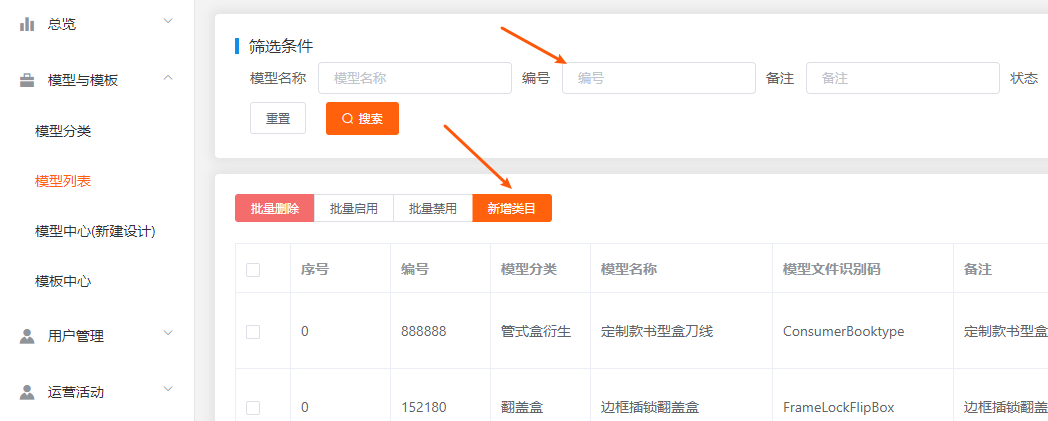 总览
模型与模板
模型分类
模型列表
模型中心(新建设计)
模板中心
用户管理
运营活动
筛选条件
模型名称 模型名称 编号 编号 备注 备注 状态
重置 搜索
批量删除 批量启用 批量禁用 新增类目
序号 编号 模型分类 模型名称 模型文件识别码 备注
0 888888 管式盒衍生 定制款书型盒刀线 ConsumerBooktype 定制款书型盒
0 152180 翻盖盒 边框插锁翻盖盒 FrameLockFlipBox 边框插锁翻盖